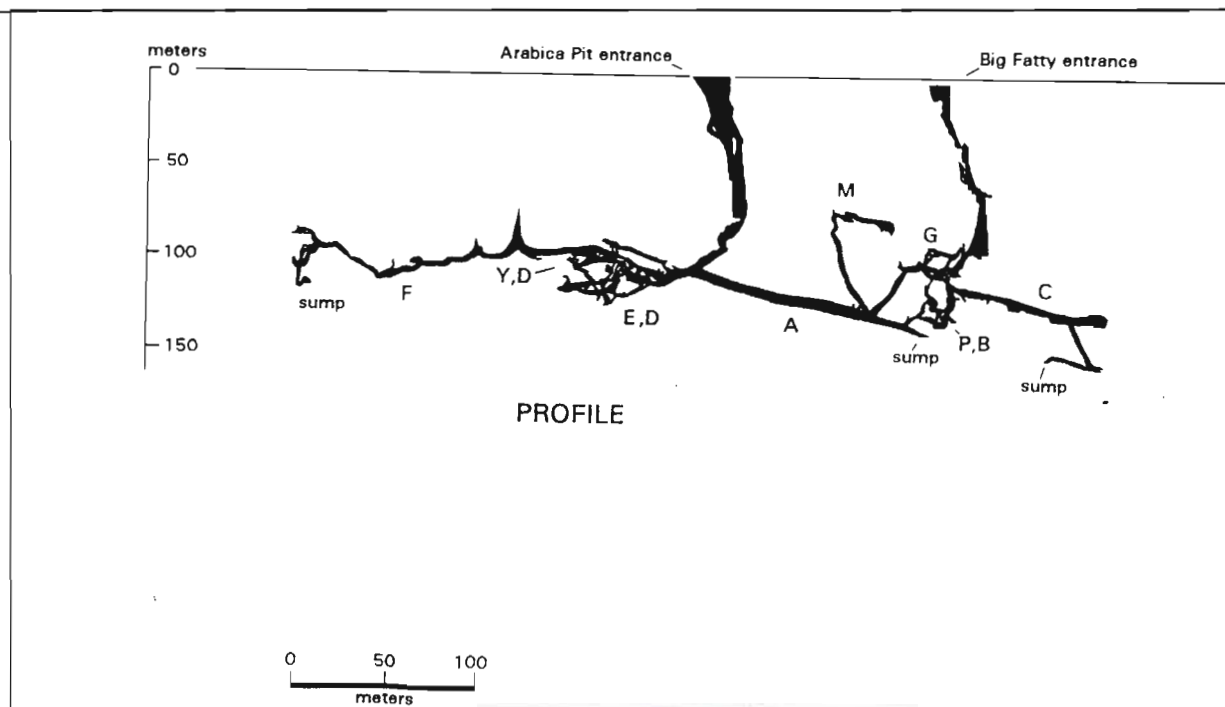 Arabica Pit entrance
Big Fatty entrance
meters
0
50
100
150
M
G
Y,D
F
sump
E,D
A
C
sump
P,B
sump
PROFILE
0 50 100
meters